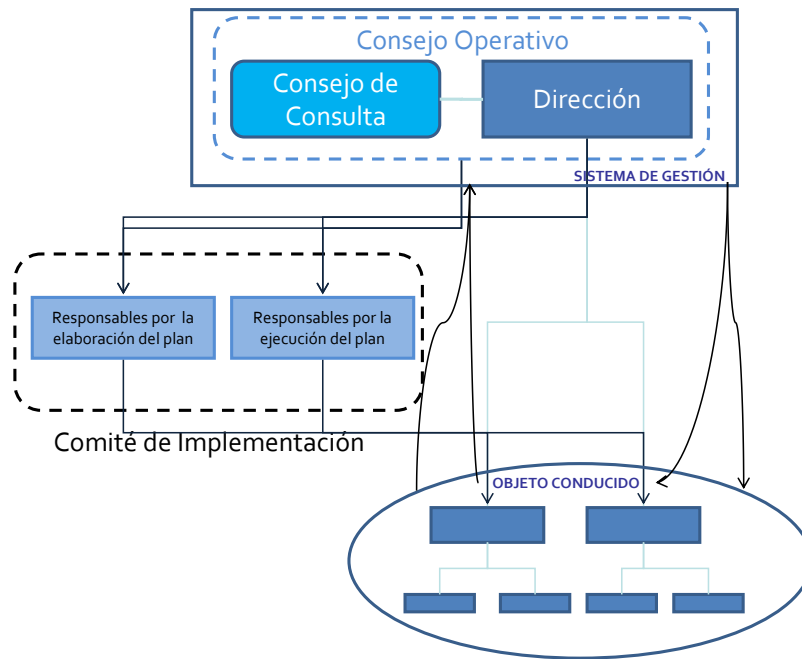 Consejo Operativo
Consejo de
Consulta
Dirección
SISTEMA DE GESTIÓN
Responsables por la
elaboración del plan
Responsables por la
ejecución del plan
Comité de Implementación
OBJETO CONDUCIDO